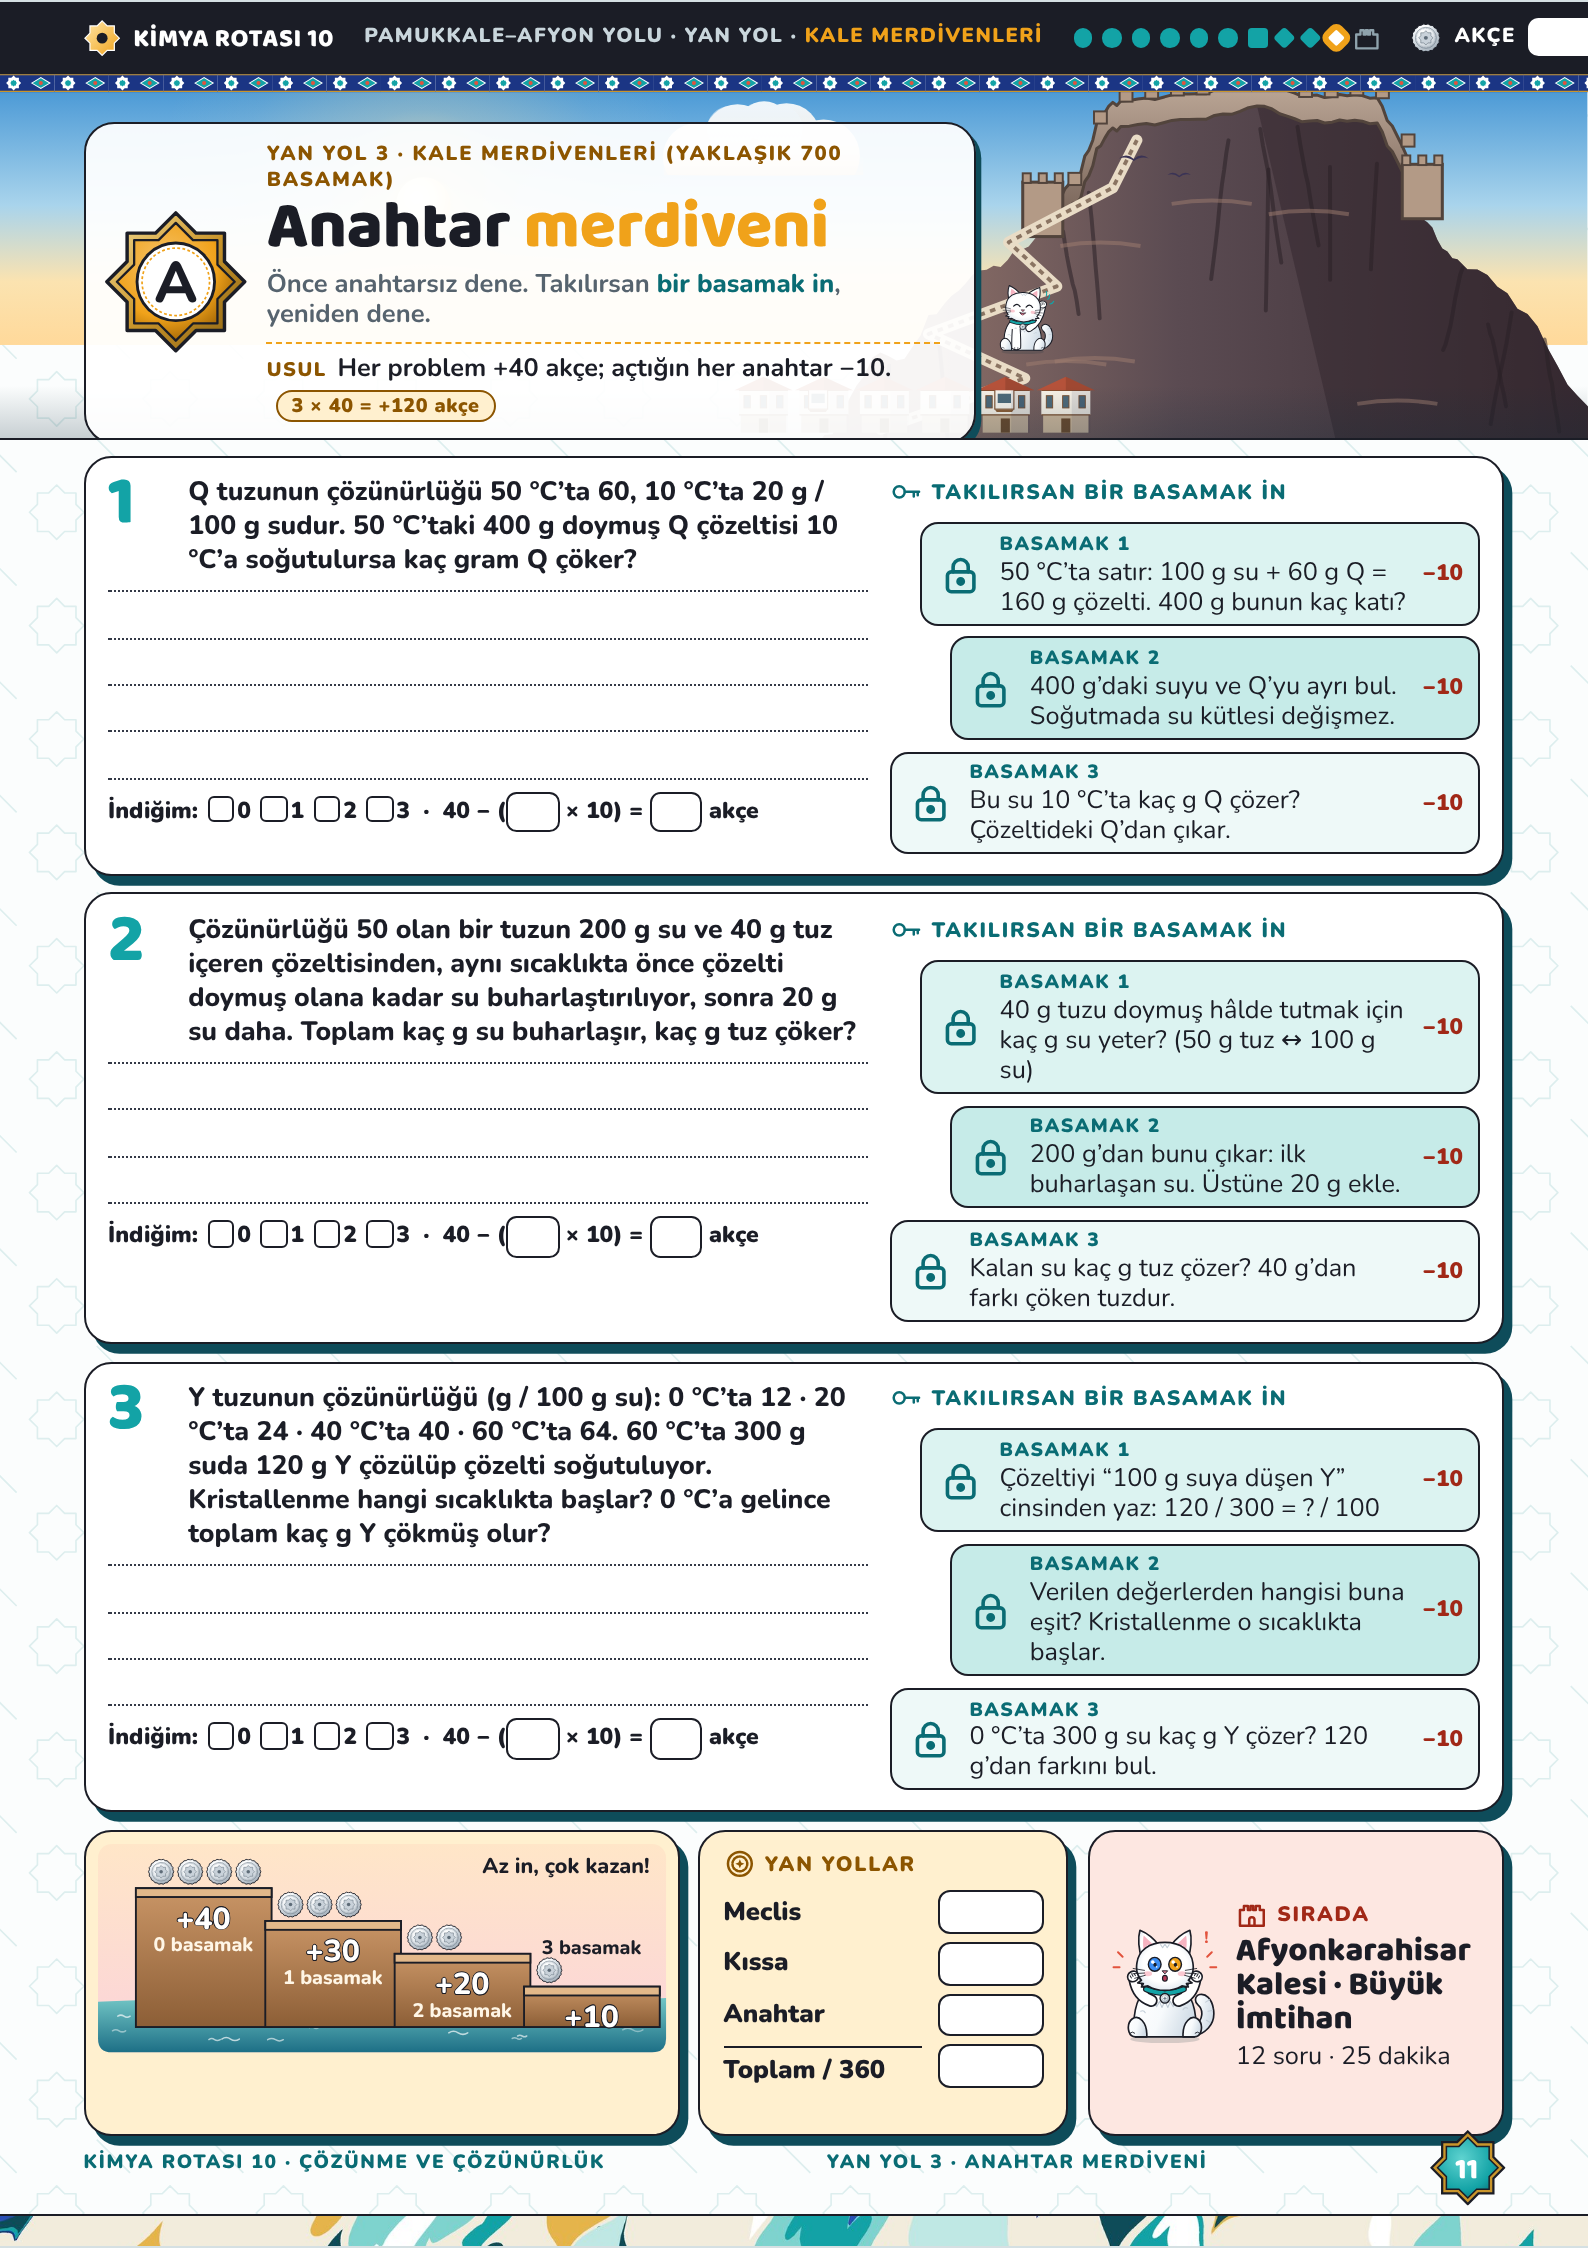 KİMYA ROTASI 10
PAMUKKALE–AFYON YOLU · YAN YOL · KALE MERDİVENLERİ
AKÇE
YAN YOL 3 · KALE MERDİVENLERİ (YAKLAŞIK 700
BASAMAK)
A
Anahtar merdiveni
Önce anahtarsız dene. Takılırsan bir basamak in,
yeniden dene.
USUL Her problem +40 akçe; açtığın her anahtar −10.
3 × 40 = +120 akçe
1
Q tuzunun çözünürlüğü 50 °C’ta 60, 10 °C’ta 20 g /
100 g sudur. 50 °C’taki 400 g doymuş Q çözeltisi 10
°C’a soğutulursa kaç gram Q çöker?
İndiğim: 0 1 2 3 · 40 − ( × 10) = akçe
TAKILIRSAN BİR BASAMAK İN
BASAMAK 1
50 °C’ta satır: 100 g su + 60 g Q =
160 g çözelti. 400 g bunun kaç katı?
−10
BASAMAK 2
400 g’daki suyu ve Q’yu ayrı bul.
Soğutmada su kütlesi değişmez.
−10
BASAMAK 3
Bu su 10 °C’ta kaç g Q çözer?
Çözeltideki Q’dan çıkar.
−10
2
Çözünürlüğü 50 olan bir tuzun 200 g su ve 40 g tuz
içeren çözeltisinden, aynı sıcaklıkta önce çözelti
doymuş olana kadar su buharlaştırılıyor, sonra 20 g
su daha. Toplam kaç g su buharlaşır, kaç g tuz çöker?
İndiğim: 0 1 2 3 · 40 − ( × 10) = akçe
TAKILIRSAN BİR BASAMAK İN
BASAMAK 1
40 g tuzu doymuş hâlde tutmak için
kaç g su yeter? (50 g tuz ↔ 100 g
su)
−10
BASAMAK 2
200 g’dan bunu çıkar: ilk
buharlaşan su. Üstüne 20 g ekle.
−10
BASAMAK 3
Kalan su kaç g tuz çözer? 40 g’dan
farkı çöken tuzdur.
−10
3
Y tuzunun çözünürlüğü (g / 100 g su): 0 °C’ta 12 · 20
°C’ta 24 · 40 °C’ta 40 · 60 °C’ta 64. 60 °C’ta 300 g
suda 120 g Y çözülüp çözelti soğutuluyor.
Kristallenme hangi sıcaklıkta başlar? 0 °C’a gelince
toplam kaç g Y çökmüş olur?
İndiğim: 0 1 2 3 · 40 − ( × 10) = akçe
TAKILIRSAN BİR BASAMAK İN
BASAMAK 1
Çözeltiyi “100 g suya düşen Y”
cinsinden yaz: 120 / 300 = ? / 100
−10
BASAMAK 2
Verilen değerlerden hangisi buna
eşit? Kristallenme o sıcaklıkta
başlar.
−10
BASAMAK 3
0 °C’ta 300 g su kaç g Y çözer? 120
g’dan farkını bul.
−10
Az in, çok kazan!
+40
0 basamak
+30
1 basamak
+20
2 basamak
3 basamak
+10
YAN YOLLAR
Meclis
Kıssa
Anahtar
Toplam / 360
!
SIRADA
Afyonkarahisar
Kalesi · Büyük
İmtihan
12 soru · 25 dakika
KİMYA ROTASI 10 · ÇÖZÜNME VE ÇÖZÜNÜRLÜK
YAN YOL 3 · ANAHTAR MERDİVENİ
11